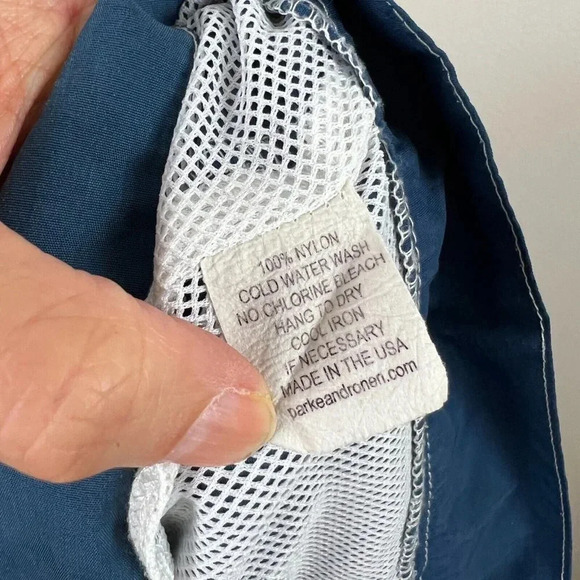 100% NYLON
COLD WATER WASH
NO CHLORINE BLEACH
HANG TO DRY
COOL IRON
IF NECESSARY
MADE IN THE USA
parkeandronen.com